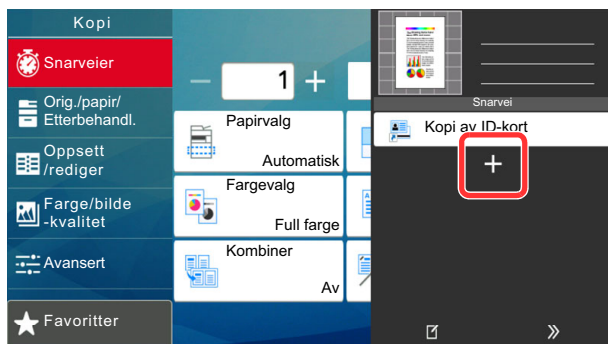 Kopi
Snarveier
Orig./papir/
Etterbehandl.
Oppsett
/rediger
Farge/bilde
-kvalitet
Avansert
Favoritter
1
Papirvalg
Automatisk
Fargevalg
Full farge
Kombiner
Av
Snarvei
Kopi av ID-kort